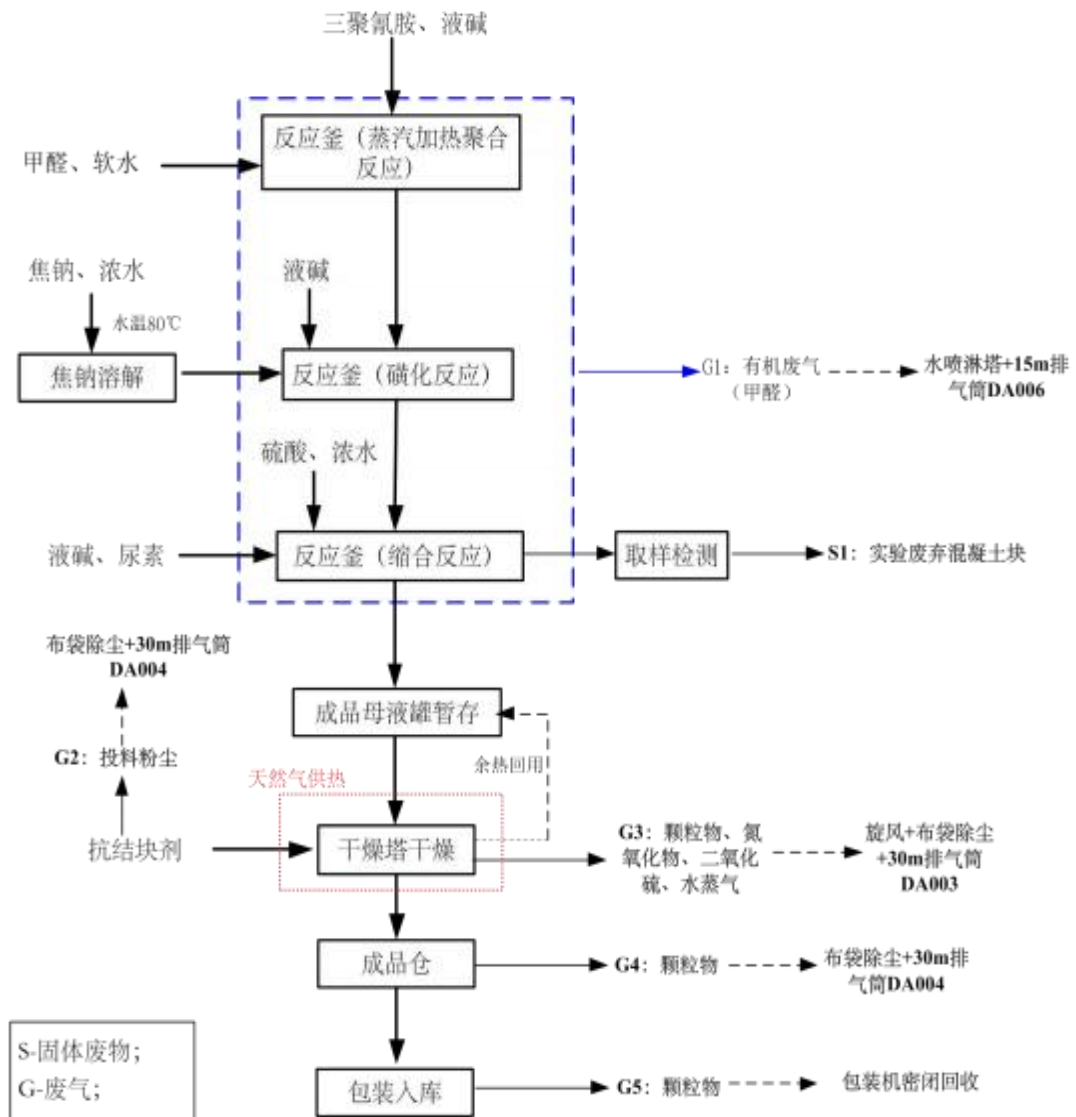 三聚氰胺、液碱
反应釜（蒸汽加热聚合
反应）
甲醛、软水
焦钠、浓水
液碱
水温80℃
焦钠溶解
反应釜（磺化反应）
G1：有机废气
（甲醛）
水喷淋塔+15m排
气筒DA006
硫酸、浓水
液碱、尿素
反应釜（缩合反应）
取样检测
S1：实验废弃混凝土块
布袋除尘+30m排气筒
DA004
成品母液罐暂存
G2：投料粉尘
余热回用
天然气供热
抗结块剂
干燥塔干燥
G3：颗粒物、氮
氧化物、二氧化
硫、水蒸气
旋风+布袋除尘
+30m排气筒
DA003
成品仓
G4：颗粒物
布袋除尘+30m排
气筒DA004
S-固体废物；
G-废气；
包装入库
G5：颗粒物
包装机密闭回收